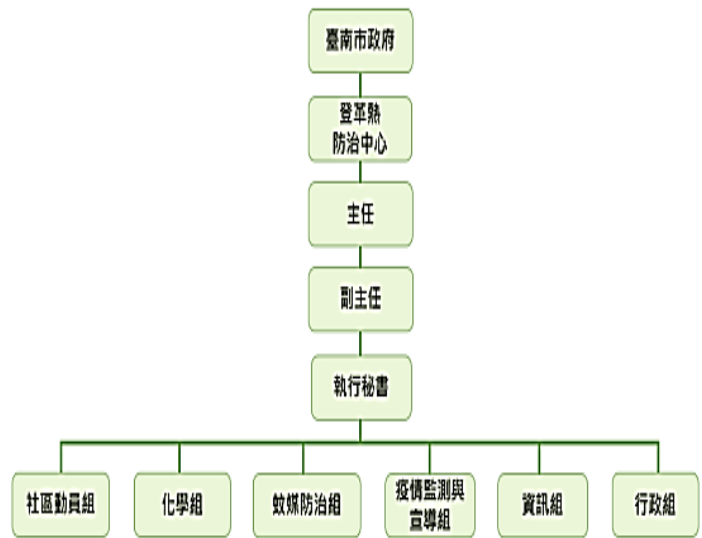 臺南市政府
登革熱
防治中心
主任
副主任
執行秘書
社區動員組
化學組
蚊媒防治組
疫情監測與
宣導組
資訊組
行政組